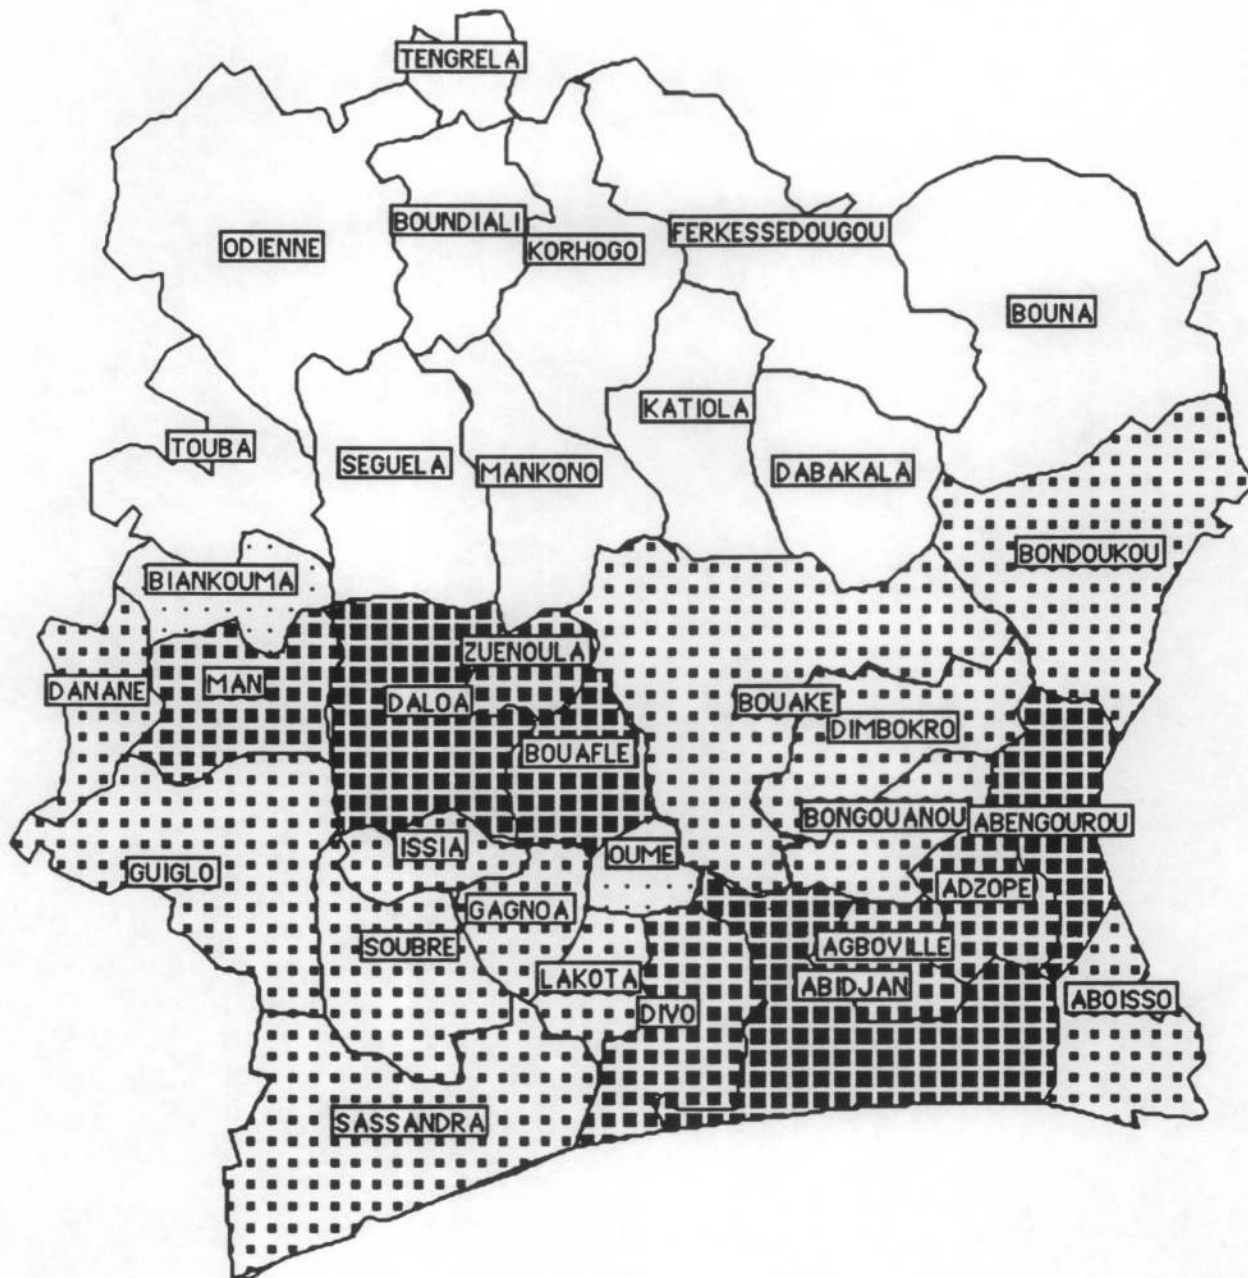 TENGRELA
BOUNDIALI
FERKESSEDOUGOU
ODIENNE
KORHOGO
BOUNA
KATIOLA
TOUBA
SEGUELA
MANKONO
DABAKALA
BONDOUKOU
BIANKOUMA
ZUENOULA
DANANE
MAN
DALOA
BOUAKE
DIMBOKRO
BOUAFLE
BONGOUANOU
ABENGOUROU
ISSIA
OUME
GUIGLO
ADZOPE
GAGNOA
SOUBRE
AGBOVILLE
LAKOTA
ABIDJAN
ABOISSO
DIVO
SASSANDRA